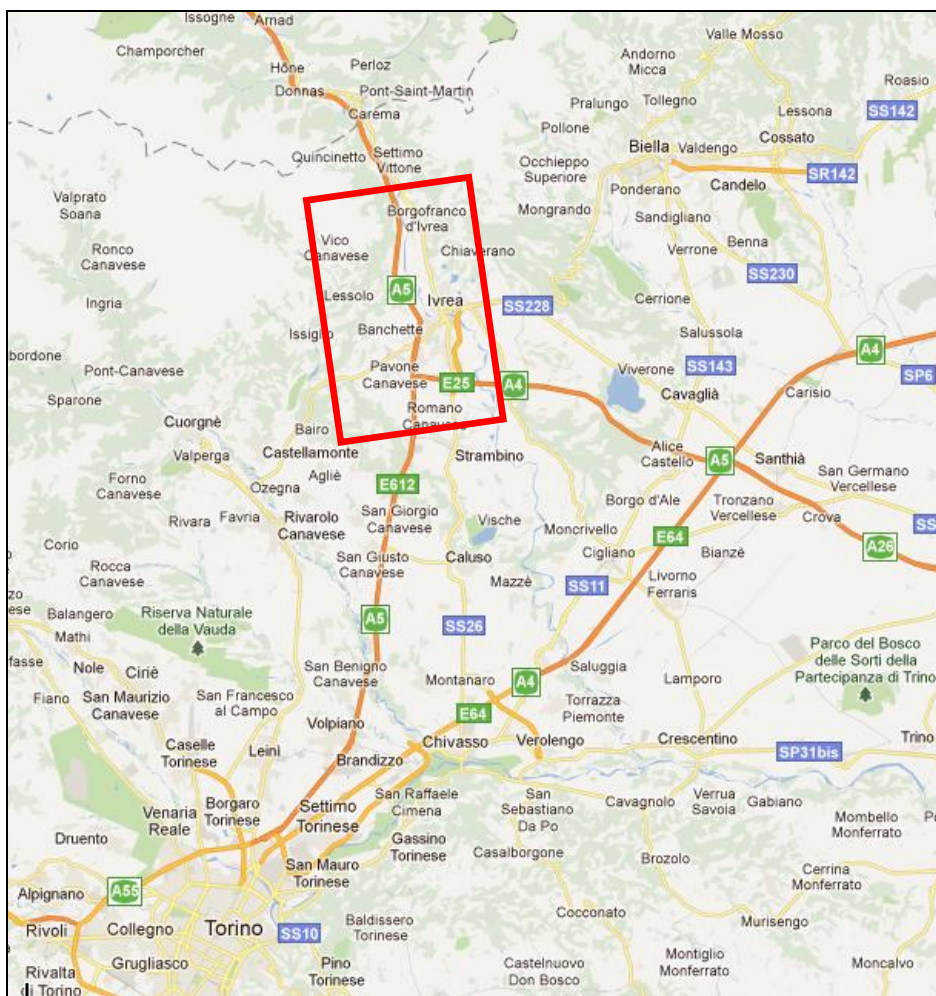 Issogne
Arnad
Valle Mosso
Champorcher
Perloz
Andorno
Micca
Hône
Roasio
Donnas
Pont-Saint-Martin
Pralungo
Tollegno
Lessona
SS142
Carema
Pollone
Cossato
Quincinetto
Settimo
Vittone
Biella
Valdengo
Occhieppo
Superiore
SR142
Ponderano
Candelo
Valprato
Soana
Borgofranco
d'Ivrea
Mongrando
Sandigliano
Vico
Canavese
Chiaverano
Benna
Verrone
Ronco
Canavese
SS230
Lessolo
A5
Ivrea
SS228
Cerrione
Ingria
Issiglio
Banchette
Salussola
A4
bordone
Pont-Canavese
Pavone
Canavese
E25
A4
Viverone
SS143
SP6
Sparone
Cavaglià
Carisio
Romano
Canavese
Cuorgnè
Bairo
Valperga
Castellamonte
Strambino
Alice
Castello
A5
Santhià
Forno
Canavese
Agliè
E612
San Germano
Vercellese
Ozegna
Borgo d'Ale
Tronzano
Vercellese
Rivara
Favria
Rivarolo
Canavese
San Giorgio
Canavese
Vische
Moncrivello
Crova
SS
Corio
E64
Bianzè
A26
San Giusto
Canavese
Caluso
Cigliano
Rocca
Canavese
Mazzè
SS11
Livorno
Ferraris
zo
ese
Balangero
Riserva Naturale
della Vauda
A5
SS26
Mathi
Parco del Bosco
delle Sorti della
Partecipanza di Trino
fasse
Nole
Ciriè
San Benigno
Canavese
Montanaro
A4
Saluggia
Lamporo
Fiano
San Maurizio
Canavese
San Francesco
al Campo
Torrazza
Piemonte
Volpiano
E64
Caselle
Torinese
Leinì
Brandizzo
Chivasso
Verolengo
Crescentino
SP31bis
Trino
Venaria
Reale
Borgaro
Torinese
Settimo
Torinese
San Raffaele
Cimena
San
Sebastiano
Da Po
Cavagnolo
Verrua
Savoia
Gabiano
Druento
Gassino
Torinese
Mombello
Monferrato
Po
Casalborgone
Brozolo
San Mauro
Torinese
Cerrina
Monferrato
Alpignano
A55
Rivoli
Collegno
Torino
SS10
Baldissero
Torinese
Cocconato
Murisengo
Grugliasco
Montiglio
Monferrato
Moncalvo
Rivalta
di Torino
Pino
Torinese
Castelnuovo
Don Bosco